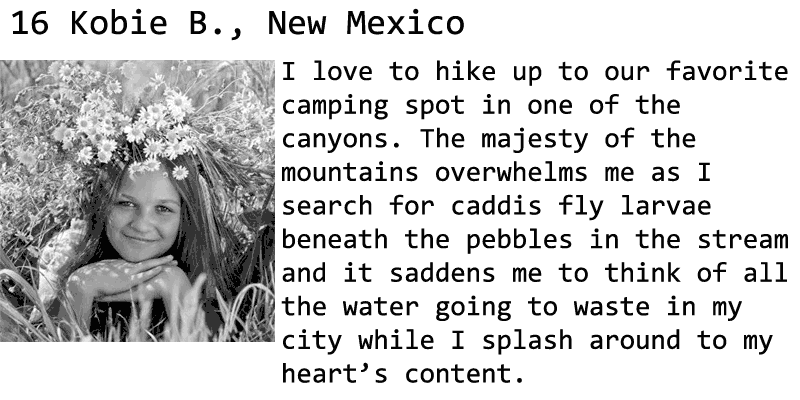 16 Kobie B., New Mexico
I love to hike up to our favorite
camping spot in one of the
canyons. The majesty of the
mountains overwhelms me as I
search for caddis fly larvae
beneath the pebbles in the stream
and it saddens me to think of all
the water going to waste in my
city while I splash around to my
heart’s content.